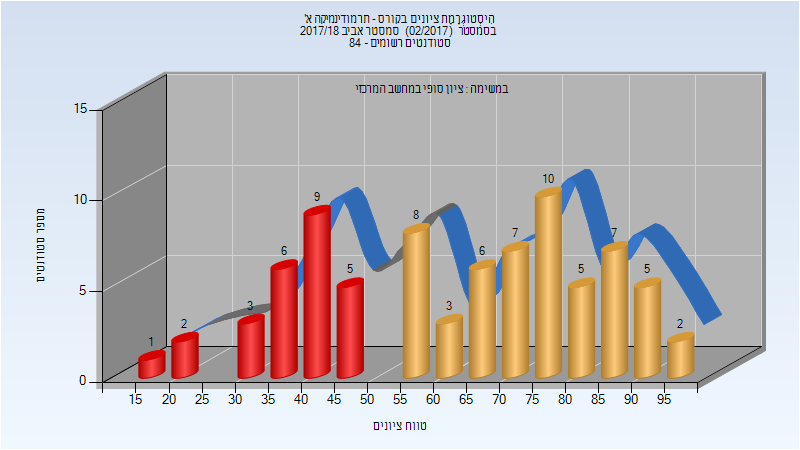 היסטוגרמת ציונים בקורס - תרמודינמיקה א'
בסמסטר (02/2017) סמסטר אביב 2017/18
סטודנטים רשומים - 84
במשימה : ציון סופי במחשב המרכזי
מספר סטודנטים
15
10
5
0
1
2
3
6
9
5
8
3
6
7
10
5
7
5
2
15 20 25 30 35 40 45 50 55 60 65 70 75 80 85 90 95
טווח ציונים